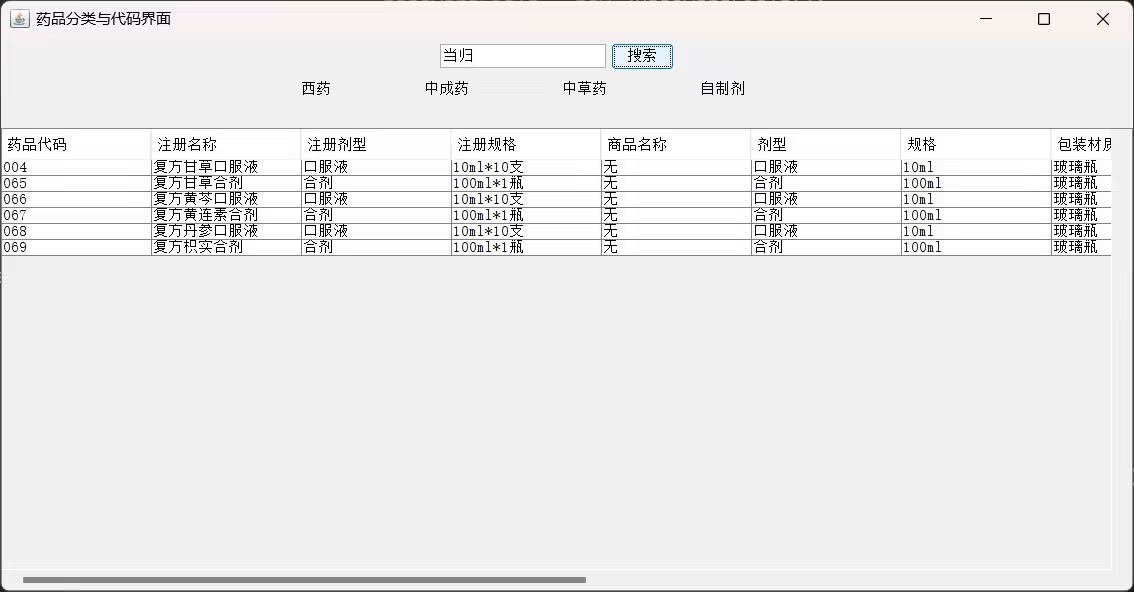 药品分类与代码界面
当归 搜索
西药 中成药 中草药 自制剂
药品代码 注册名称 注册剂型 注册规格 商品名称 剂型 规格 包装材质
004 复方甘草口服液 口服液 10ml*10支 无 口服液 10ml 玻璃瓶
065 复方甘草合剂 合剂 100ml*1瓶 无 合剂 100ml 玻璃瓶
066 复方黄芩口服液 口服液 10ml*10支 无 口服液 10ml 玻璃瓶
067 复方黄连素合剂 合剂 100ml*1瓶 无 合剂 100ml 玻璃瓶
068 复方丹参口服液 口服液 10ml*10支 无 口服液 10ml 玻璃瓶
069 复方枳实合剂 合剂 100ml*1瓶 无 合剂 100ml 玻璃瓶